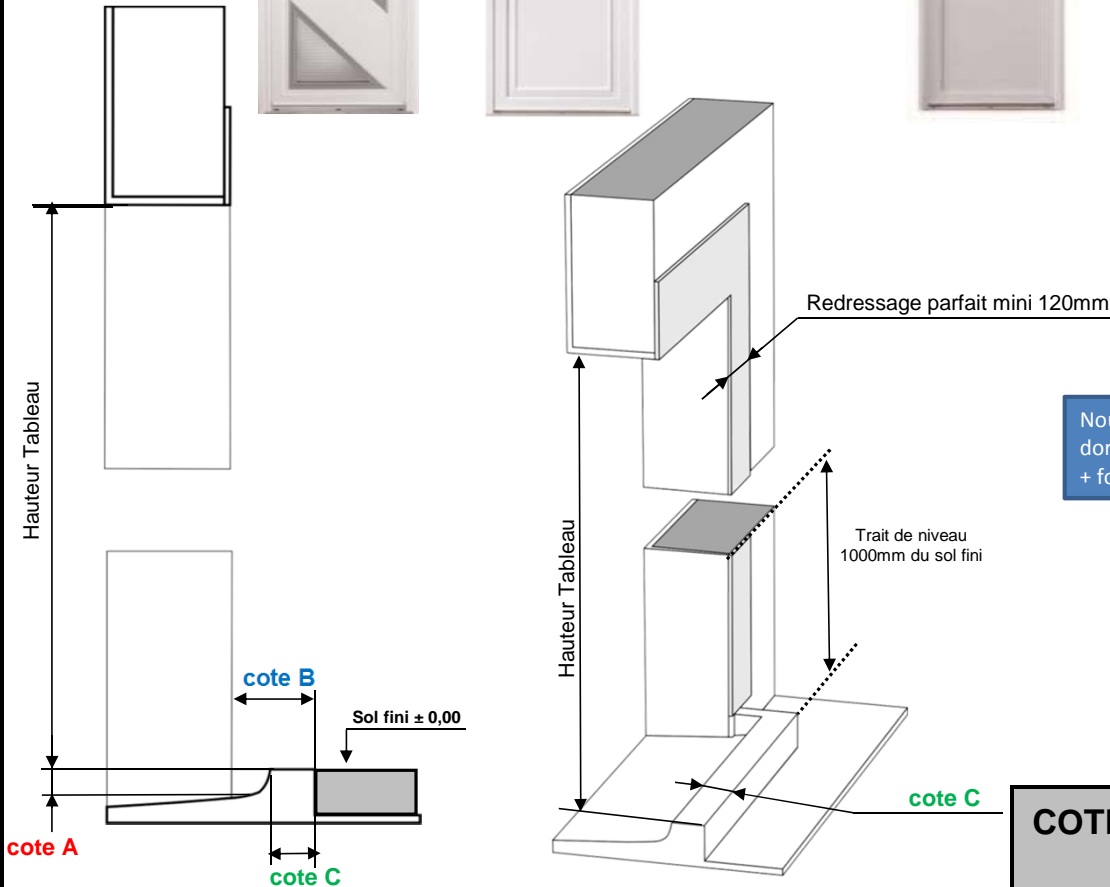 Redressage parfait mini 120mm
Hauteur Tableau
Trait de niveau
1000mm du sol fini
Hauteur Tableau
cote B
Sol fini ± 0,00
cote C
cote A
cote C